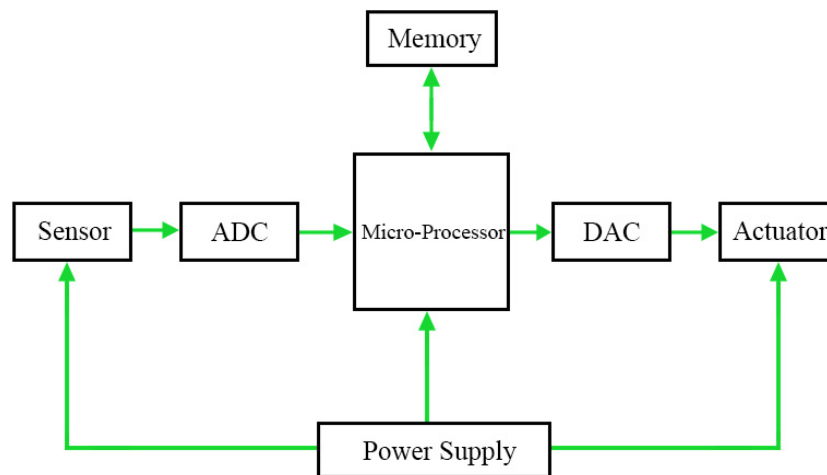 Memory
Sensor
ADC
Micro-Processor
DAC
Actuator
Power Supply